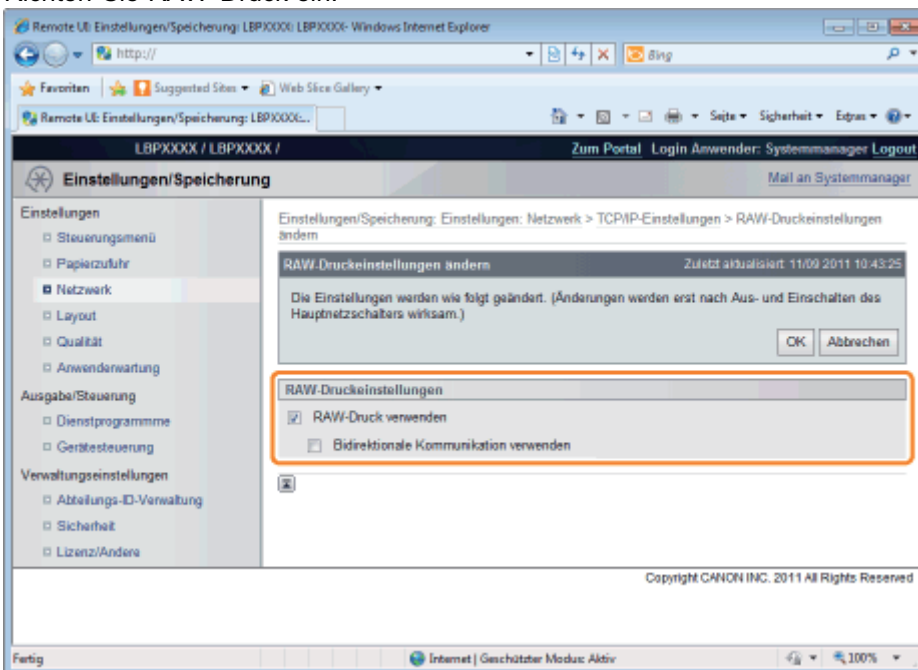 Richten Sie RAW-Druck ein.
Remote UI: Einstellungen/Speicherung: LBPXXXX: LBPXXXX- Windows Internet Explorer
http://
Bing
Favoriten Suggested Sites Web Slice Gallery
Remote UI: Einstellungen/Speicherung: LBPXXXX:...
Seite Sicherheit Extras
LBPXXXX / LBPXXXX /
Zum Portal Login Anwender: Systemmanager Logout
Einstellungen/Speicherung
Mail an Systemmanager
Einstellungen
Steuerungsmenü
Papierzufuhr
Netzwerk
Layout
Qualität
Anwenderwartung
Ausgabe/Steuerung
Dienstprogrammme
Gerätesteuerung
Verwaltungseinstellungen
Abteilungs-ID-Verwaltung
Sicherheit
Lizenz/Andere
Einstellungen/Speicherung: Einstellungen: Netzwerk > TCP/IP-Einstellungen > RAW-Druckeinstellungen
ändern
RAW-Druckeinstellungen ändern
Zuletzt aktualisiert: 11/09 2011 10:43:25
Die Einstellungen werden wie folgt geändert. (Änderungen werden erst nach Aus- und Einschalten des
Hauptnetzschalters wirksam.)
OK Abbrechen
RAW-Druckeinstellungen
RAW-Druck verwenden
Bidirektionale Kommunikation verwenden
Copyright CANON INC. 2011 All Rights Reserved
Fertig
Internet | Geschützter Modus: Aktiv
100%